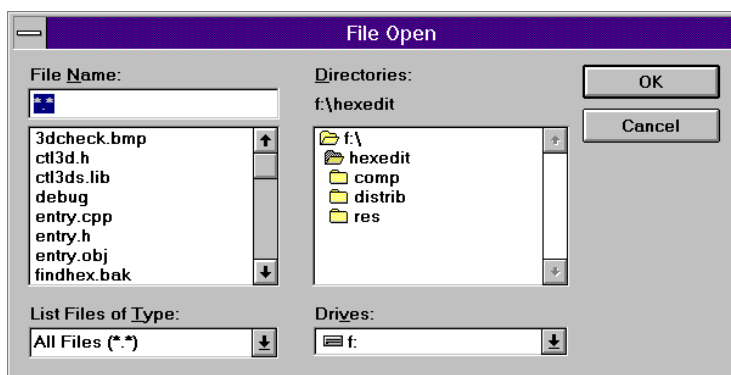 File Open
File Name:
*.*
3dcheck.bmp
ctl3d.h
ctl3ds.lib
debug
entry.cpp
entry.h
entry.obj
findhex.bak
List Files of Type:
All Files (*.*)
Directories:
f:\hexedit
f:\
hexedit
comp
distrib
res
Drives:
f:
OK
Cancel